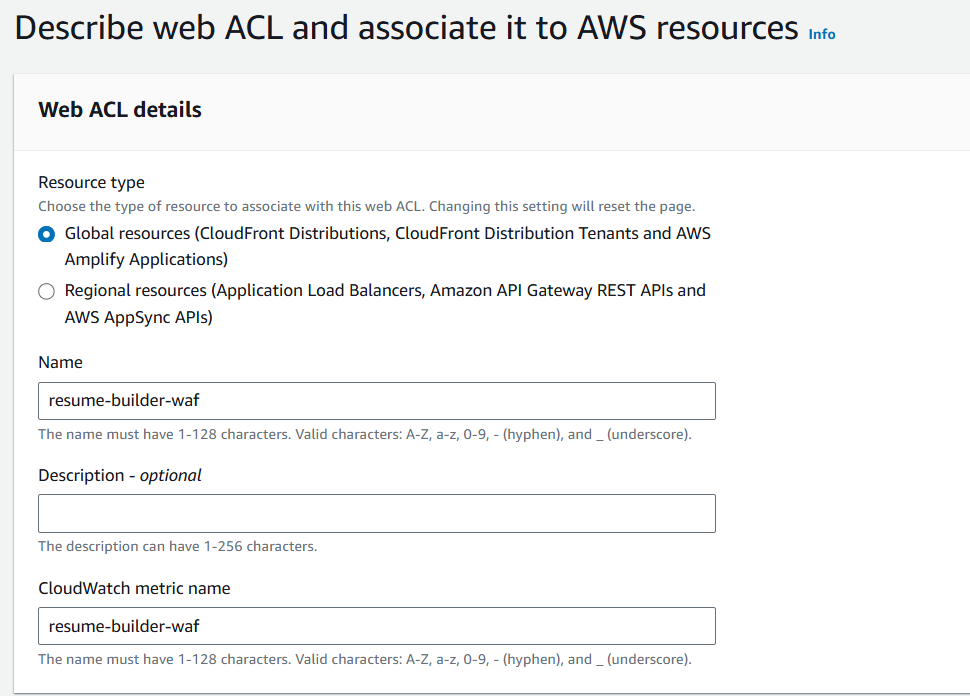 Describe web ACL and associate it to AWS resources Info
Web ACL details
Resource type
Choose the type of resource to associate with this web ACL. Changing this setting will reset the page.
Global resources (CloudFront Distributions, CloudFront Distribution Tenants and AWS
Amplify Applications)
Regional resources (Application Load Balancers, Amazon API Gateway REST APIs and
AWS AppSync APIs)
Name
resume-builder-waf
The name must have 1-128 characters. Valid characters: A-Z, a-z, 0-9, - (hyphen), and _ (underscore).
Description - optional
The description can have 1-256 characters.
CloudWatch metric name
resume-builder-waf
The name must have 1-128 characters. Valid characters: A-Z, a-z, 0-9, - (hyphen), and _ (underscore).